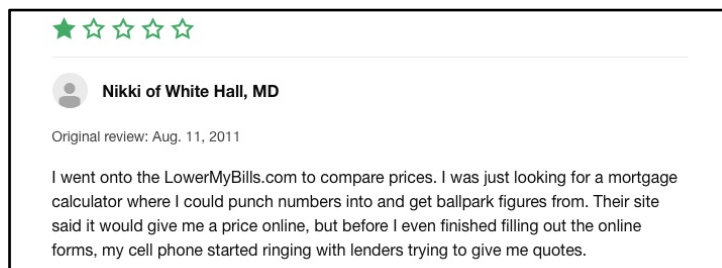 Nikki of White Hall, MD
Original review: Aug. 11, 2011
I went onto the LowerMyBills.com to compare prices. I was just looking for a mortgage
calculator where I could punch numbers into and get ballpark figures from. Their site
said it would give me a price online, but before I even finished filling out the online
forms, my cell phone started ringing with lenders trying to give me quotes.